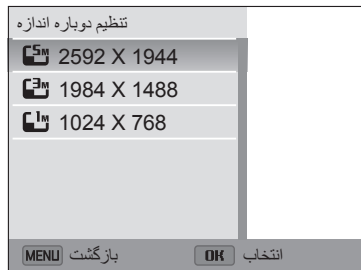 تنظیم دوباره اندازه
5M 2592 X 1944
3M 1984 X 1488
1M 1024 X 768
بازگشت MENU انتخاب OK